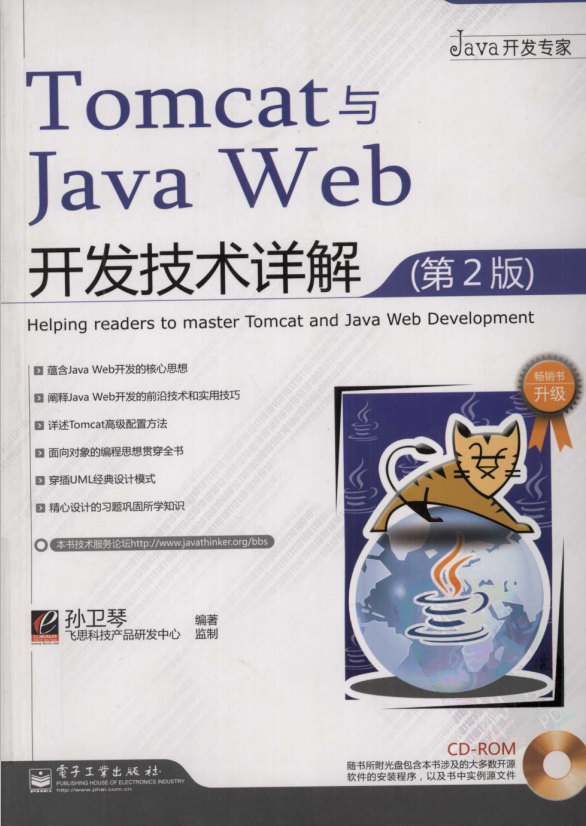 Java开发专家
Tomcat与
Java Web
开发技术详解
(第2版)
Helping readers to master Tomcat and Java Web Development
蕴含Java Web开发的核心思想
阐释Java Web开发的前沿技术和实用技巧
详述Tomcat高级配置方法
面向对象的编程思想贯穿全书
穿插UML经典设计模式
精心设计的习题巩固所学知识
本书技术服务论坛http://www.javathinker.org/bbs
畅销书
升级
孙卫琴 编著
飞思科技产品研发中心 监制
CD-ROM
随书所附光盘包含本书涉及的大多数开源
软件的安装程序，以及书中实例源文件
电子工业出版社
PUBLISHING HOUSE OF ELECTRONICS INDUSTRY
http://www.phei.com.cn